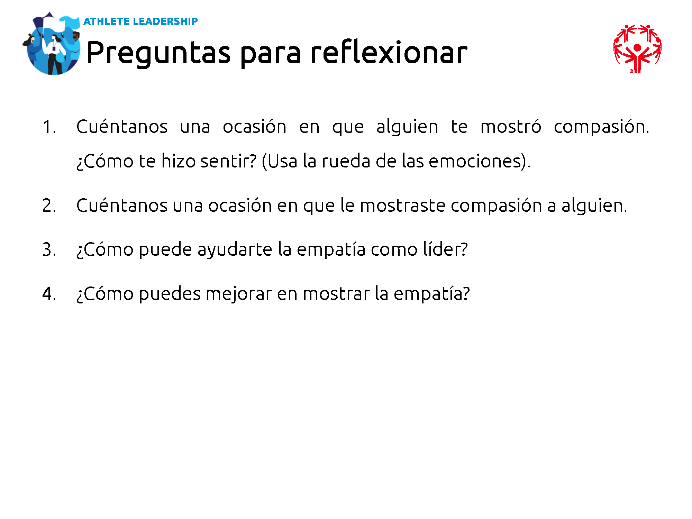 ATHLETE LEADERSHIP
Preguntas para reflexionar
1. Cuéntanos una ocasión en que alguien te mostró compasión.
¿Cómo te hizo sentir? (Usa la rueda de las emociones).
2. Cuéntanos una ocasión en que le mostraste compasión a alguien.
3. ¿Cómo puede ayudarte la empatía como líder?
4. ¿Cómo puedes mejorar en mostrar la empatía?